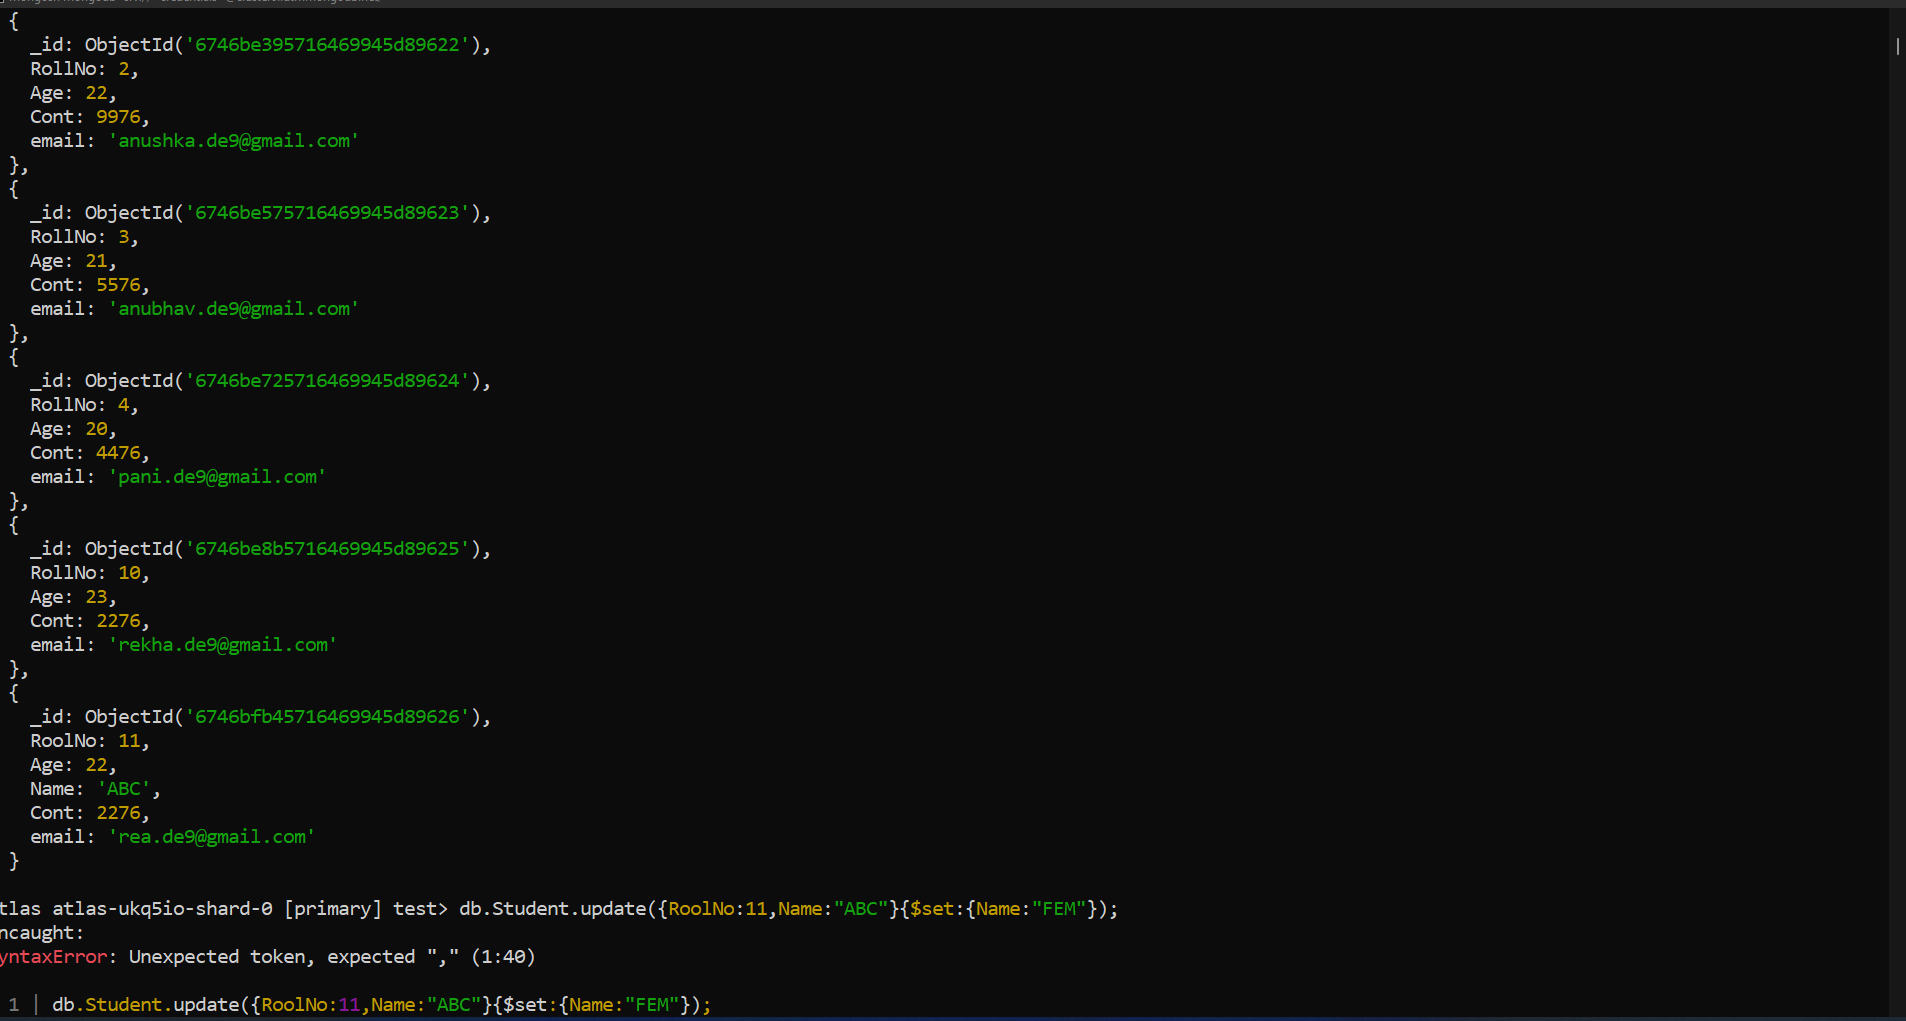 {
_id: ObjectId('6746be395716469945d89622'),
RollNo: 2,
Age: 22,
Cont: 9976,
email: 'anushka.de9@gmail.com'
},
{
_id: ObjectId('6746be575716469945d89623'),
RollNo: 3,
Age: 21,
Cont: 5576,
email: 'anubhav.de9@gmail.com'
},
{
_id: ObjectId('6746be725716469945d89624'),
RollNo: 4,
Age: 20,
Cont: 4476,
email: 'pani.de9@gmail.com'
},
{
_id: ObjectId('6746be8b5716469945d89625'),
RollNo: 10,
Age: 23,
Cont: 2276,
email: 'rekha.de9@gmail.com'
},
{
_id: ObjectId('6746bfb45716469945d89626'),
RoolNo: 11,
Age: 22,
Name: 'ABC',
Cont: 2276,
email: 'rea.de9@gmail.com'
}
tlas atlas-ukq5io-shard-0 [primary] test> db.Student.update({RoolNo:11,Name:"ABC"}{$set:{Name:"FEM"});
ncaught:
yntaxError: Unexpected token, expected "," (1:40)
1 | db.Student.update({RoolNo:11,Name:"ABC"}{$set:{Name:"FEM"});